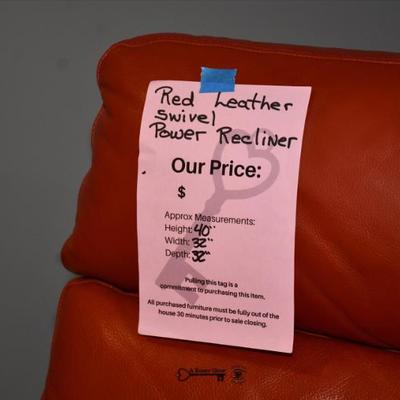 Red Leather
swivel
Power Recliner
Our Price:
$
Approx Measurements:
Height: 40"
Width: 32"
Depth: 32"
Pulling this tag is a
commitment to purchasing this item.
All purchased furniture must be fully out of the
house 30 minutes prior to sale closing.